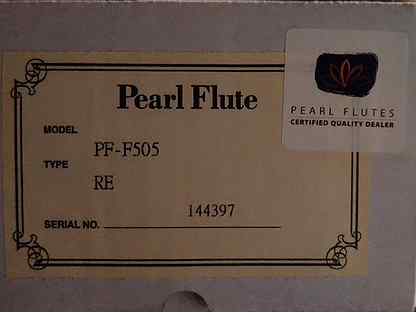 Pearl Flute
PEARL FLUTES
CERTIFIED QUALITY DEALER
MODEL
PF-F505
TYPE
RE
SERIAL NO. 144397